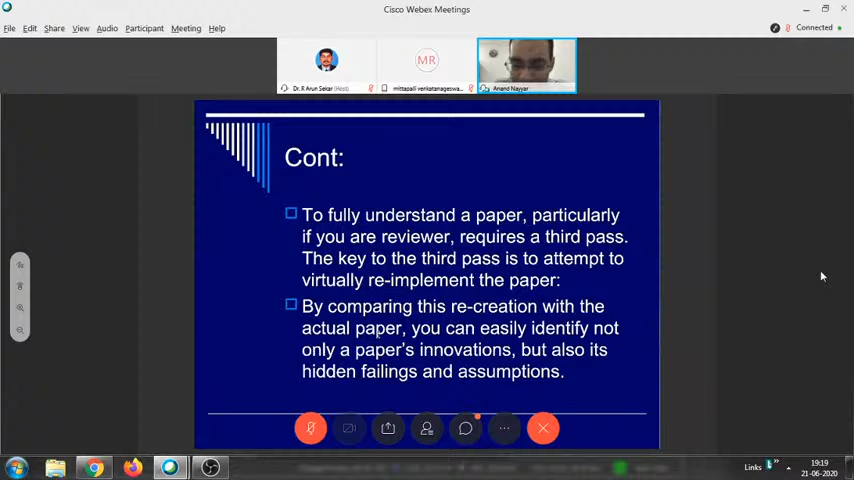 Cisco Webex Meetings
File Edit Share View Audio Participant Meeting Help
Connected
MR
Dr. R Arun Sekar (Host)
mittapalli venkatanageswa...
Anand Nayyar
Cont:
To fully understand a paper, particularly
if you are reviewer, requires a third pass.
The key to the third pass is to attempt to
virtually re-implement the paper:
By comparing this re-creation with the
actual paper, you can easily identify not
only a paper's innovations, but also its
hidden failings and assumptions.
Links
19:19
21-06-2020